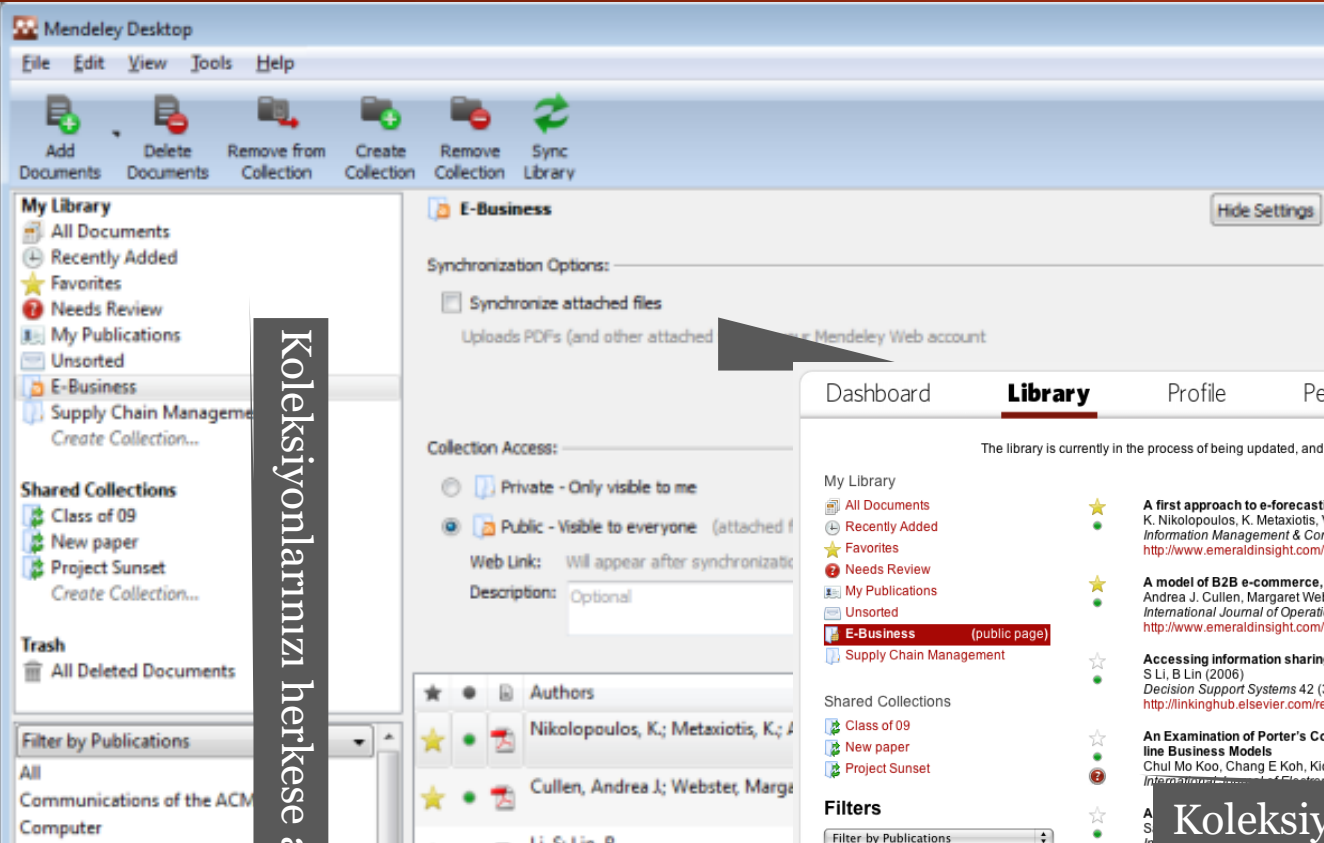 Mendeley Desktop
File Edit View Tools Help
Add Documents
Delete Documents
Remove from Collection
Create Collection
Remove Collection
Sync Library
My Library
All Documents
Recently Added
Favorites
Needs Review
My Publications
Unsorted
E-Business
Supply Chain Manageme
Create Collection...
Shared Collections
Class of 09
New paper
Project Sunset
Create Collection...
Trash
All Deleted Documents
Filter by Publications
All
Communications of the ACM
Computer
Koleksiyonlarınızı herkese
E-Business
Hide Settings
Synchronization Options:
Synchronize attached files
Uploads PDFs (and other attached
Mendeley Web account
Collection Access:
Private - Only visible to me
Public - Visible to everyone (attached
Web Link: Will appear after synchronizatio
Description: Optional
Authors
Nikolopoulos, K.; Metaxiotis, K.;
Cullen, Andrea J.; Webster, Marga
Dashboard Library Profile Pe
The library is currently in the process of being updated, and
My Library
All Documents
Recently Added
Favorites
Needs Review
My Publications
Unsorted
E-Business (public page)
Supply Chain Management
Shared Collections
Class of 09
New paper
Project Sunset
Filters
Filter by Publications
A first approach to e-forecasti
K. Nikolopoulos, K. Metaxiotis,
Information Management & Co
http://www.emeraldinsight.com/
A model of B2B e-commerce,
Andrea J. Cullen, Margaret We
International Journal of Operati
http://www.emeraldinsight.com/
Accessing information sharing
S Li, B Lin (2006)
Decision Support Systems 42 (
http://linkinghub.elsevier.com/re
An Examination of Porter's Co
line Business Models
Chul Mo Koo, Chang E Koh,
Koleksiy